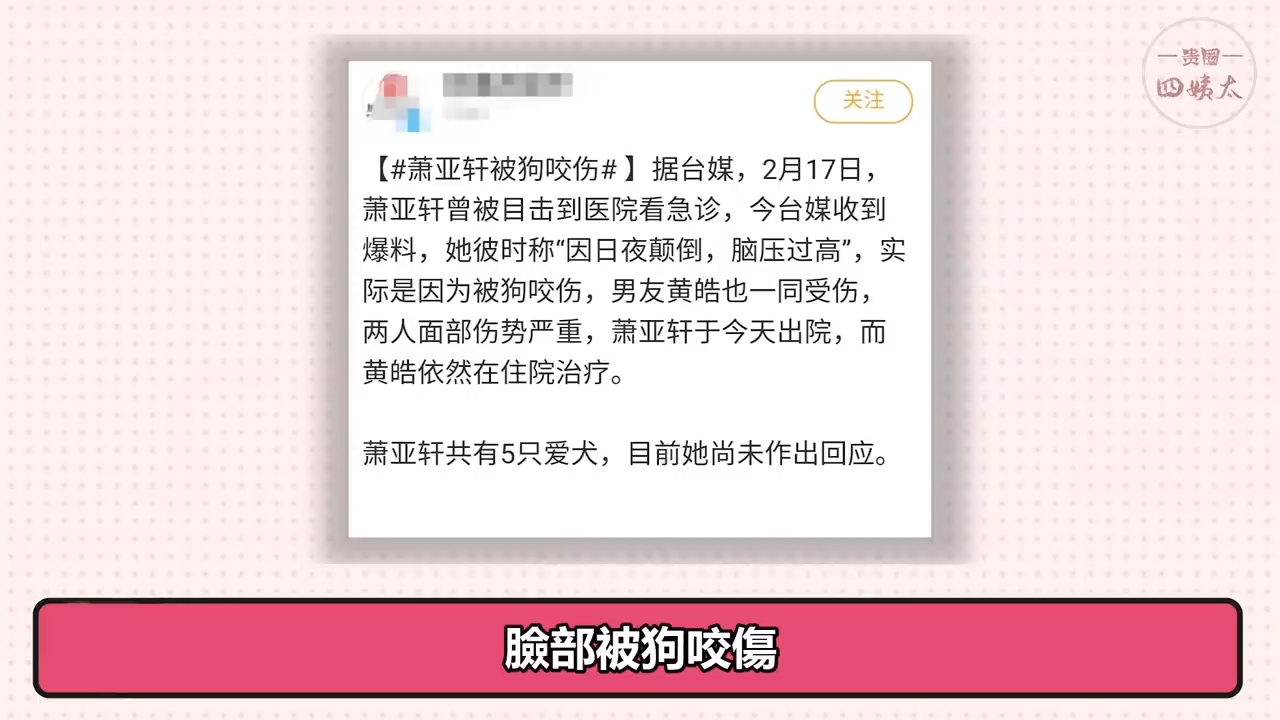 贵圈
四姨太
关注
【#萧亚轩被狗咬伤#】据台媒，2月17日，
萧亚轩曾被目击到医院看急诊，今台媒收到
爆料，她彼时称“因日夜颠倒，脑压过高”，实
际是因为被狗咬伤，男友黄皓也一同受伤，
两人面部伤势严重，萧亚轩于今天出院，而
黄皓依然在住院治疗。
萧亚轩共有5只爱犬，目前她尚未作出回应。
臉部被狗咬傷